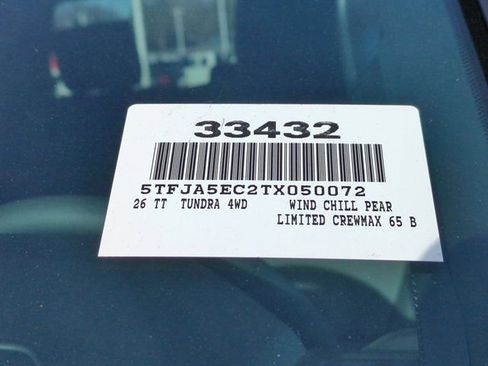 33432
5TFJA5EC2TX050072
26 TT TUNDRA 4WD WIND CHILL PEAR
LIMITED CREWMAX 65 B